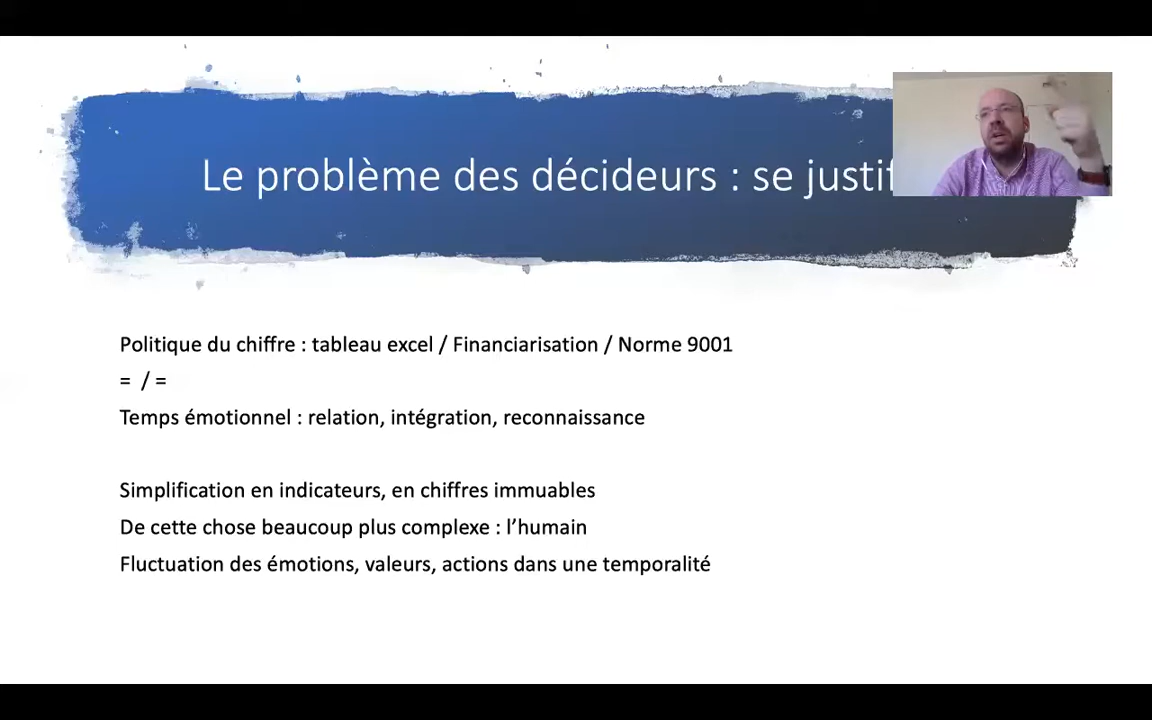 Le problème des décideurs : se
Politique du chiffre : tableau excel / Financiarisation / Norme 9001
= / =
Temps émotionnel : relation, intégration, reconnaissance
Simplification en indicateurs, en chiffres immuables
De cette chose beaucoup plus complexe : l’humain
Fluctuation des émotions, valeurs, actions dans une temporalité